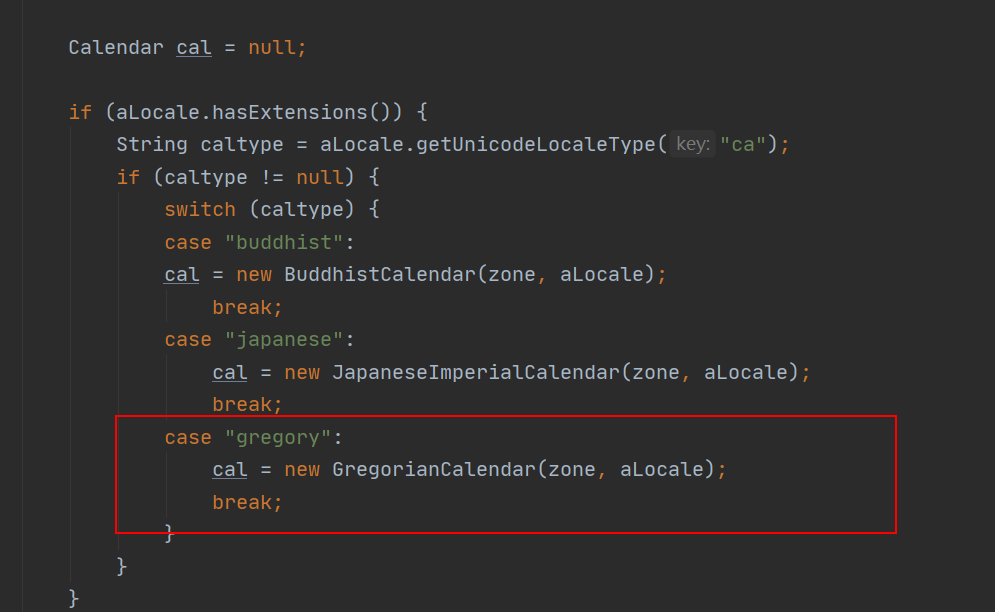 Calendar cal = null;
if (aLocale.hasExtensions()) {
String caltype = aLocale.getUnicodeLocaleType( key: "ca");
if (caltype != null) {
switch (caltype) {
case "buddhist":
cal = new BuddhistCalendar(zone, aLocale);
break;
case "japanese":
cal = new JapaneseImperialCalendar(zone, aLocale);
break;
case "gregory":
cal = new GregorianCalendar(zone, aLocale);
break;
}
}
}